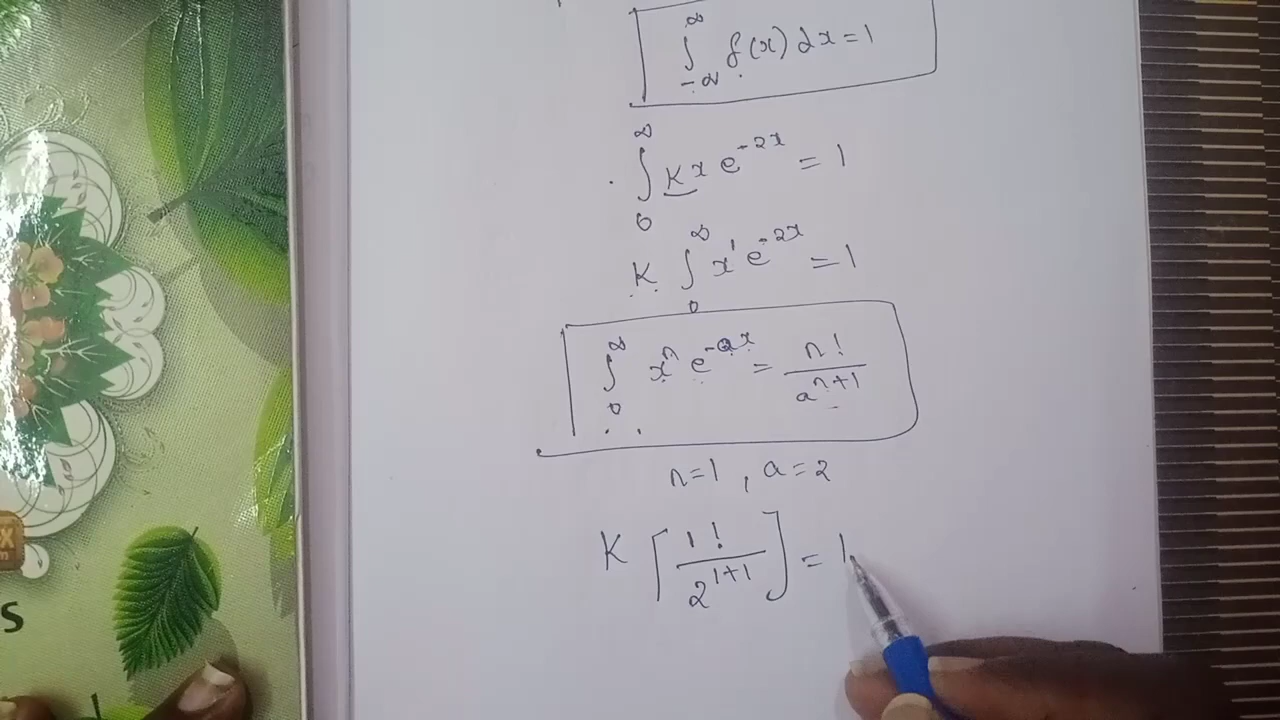 ∫_{-∞}^{∞} f(x) dx = 1
∫_{0}^{∞} K x e^{-2x} = 1
K ∫_{0}^{∞} x^{1} e^{-2x} = 1
∫_{0}^{∞} x^{n} e^{-ax} = n! / a^{n+1}
n=1 , a=2
K [ 1! / 2^{1+1} ] = 1